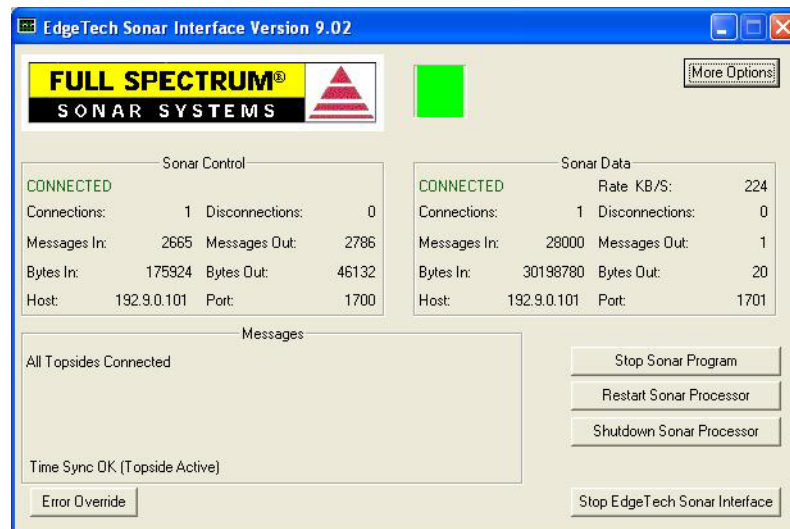 EdgeTech Sonar Interface Version 9.02
FULL SPECTRUM®
SONAR SYSTEMS
More Options
Sonar Control
CONNECTED
Connections: 1 Disconnections: 0
Messages In: 2665 Messages Out: 2786
Bytes In: 175924 Bytes Out: 46132
Host: 192.9.0.101 Port: 1700
Sonar Data
CONNECTED Rate KB/S: 224
Connections: 1 Disconnections: 0
Messages In: 28000 Messages Out: 1
Bytes In: 30198780 Bytes Out: 20
Host: 192.9.0.101 Port: 1701
Messages
All Topsides Connected
Time Sync OK (Topside Active)
Stop Sonar Program
Restart Sonar Processor
Shutdown Sonar Processor
Error Override
Stop EdgeTech Sonar Interface